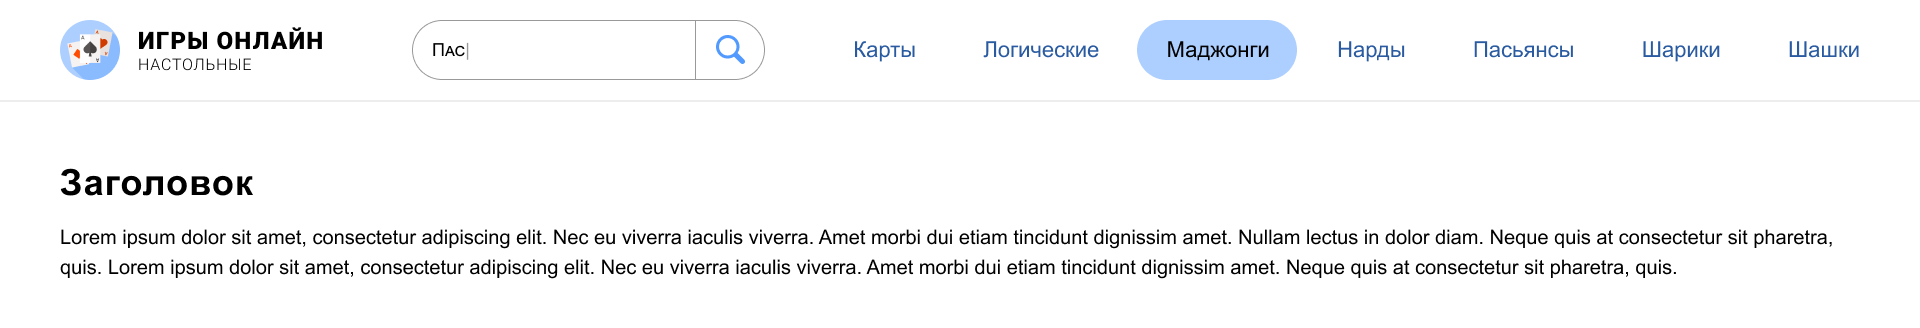 ИГРЫ ОНЛАЙН
НАСТОЛЬНЫЕ
Пас
Карты
Логические
Маджонги
Нарды
Пасьянсы
Шарики
Шашки
Заголовок
Lorem ipsum dolor sit amet, consectetur adipiscing elit. Nec eu viverra iaculis viverra. Amet morbi dui etiam tincidunt dignissim amet. Nullam lectus in dolor diam. Neque quis at consectetur sit pharetra,
quis. Lorem ipsum dolor sit amet, consectetur adipiscing elit. Nec eu viverra iaculis viverra. Amet morbi dui etiam tincidunt dignissim amet. Neque quis at consectetur sit pharetra, quis.